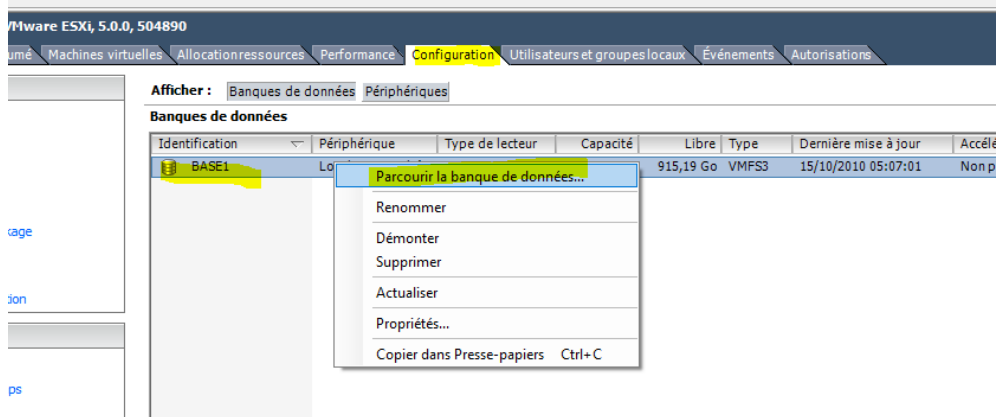 VMware ESXi, 5.0.0, 504890
umé Machines virtuelles Allocation ressources Performance Configuration Utilisateurs et groupes locaux Événements Autorisations
Afficher : Banques de données Périphériques
Banques de données
Identification Périphérique Type de lecteur Capacité Libre Type Dernière mise à jour Accélé
BASE1 Lo 915,19 Go VMFS3 15/10/2010 05:07:01 Non p
Parcourir la banque de données...
Renommer
kage
Démonter
Supprimer
Actualiser
tion
Propriétés...
Copier dans Presse-papiers Ctrl+C
ps